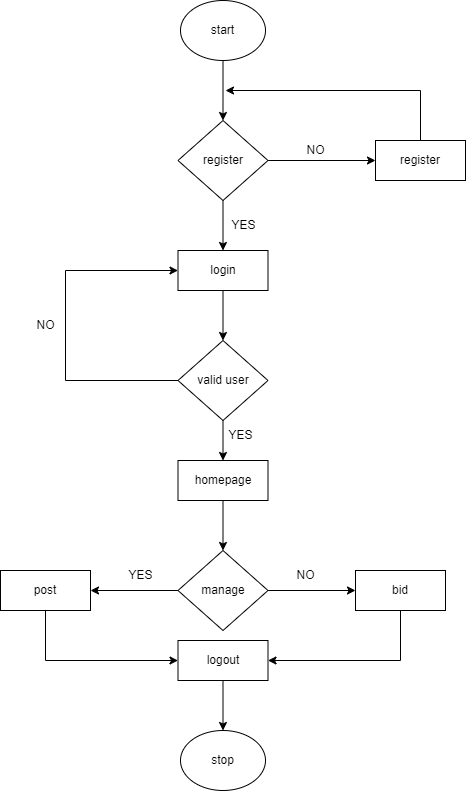 start
register
NO
register
YES
login
NO
valid user
YES
homepage
post
YES
manage
NO
bid
logout
stop